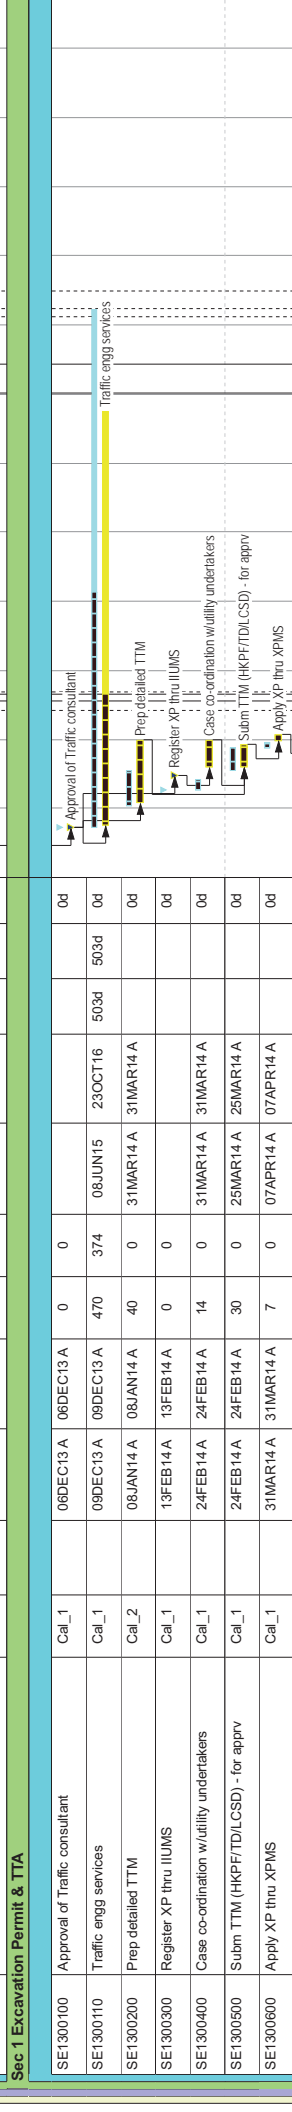 Sec 1 Excavation Permit & TTA
SE1300100 Approval of Traffic consultant Cal_1 06DEC13 A 06DEC13 A 0 0 0d Approval of Traffic consultant
SE1300110 Traffic engg services Cal_1 09DEC13 A 09DEC13 A 470 374 08JUN15 23OCT16 503d 503d 0d Traffic engg services
SE1300200 Prep detailed TTM Cal_2 08JAN14 A 08JAN14 A 40 0 31MAR14 A 31MAR14 A 0d Prep detailed TTM
SE1300300 Register XP thru IIUMS Cal_1 13FEB14 A 13FEB14 A 0 0 0d Register XP thru IIUMS
SE1300400 Case co-ordination w/utility undertakers Cal_1 24FEB14 A 24FEB14 A 14 0 31MAR14 A 31MAR14 A 0d Case co-ordination w/utility undertakers
SE1300500 Subm TTM (HKPF/TD/LCSD) - for apprv Cal_1 24FEB14 A 24FEB14 A 30 0 25MAR14 A 25MAR14 A 0d Subm TTM (HKPF/TD/LCSD) - for apprv
SE1300600 Apply XP thru XPMS Cal_1 31MAR14 A 31MAR14 A 7 0 07APR14 A 07APR14 A 0d Apply XP thru XPMS